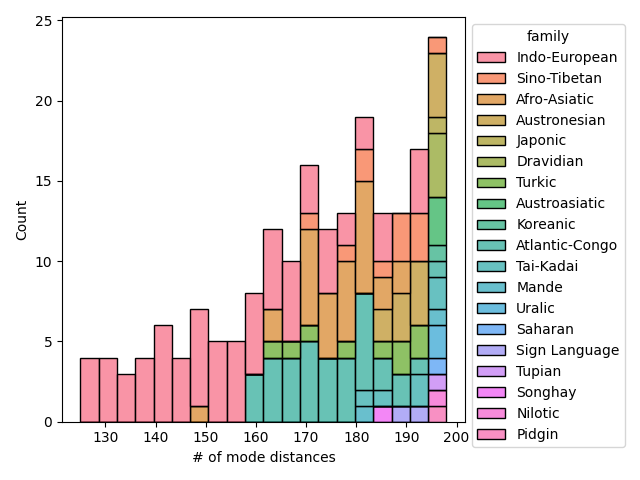 25
20
15
10
5
0
Count
130 140 150 160 170 180 190 200
# of mode distances
family
Indo-European
Sino-Tibetan
Afro-Asiatic
Austronesian
Japonic
Dravidian
Turkic
Austroasiatic
Koreanic
Atlantic-Congo
Tai-Kadai
Mande
Uralic
Saharan
Sign Language
Tupian
Songhay
Nilotic
Pidgin